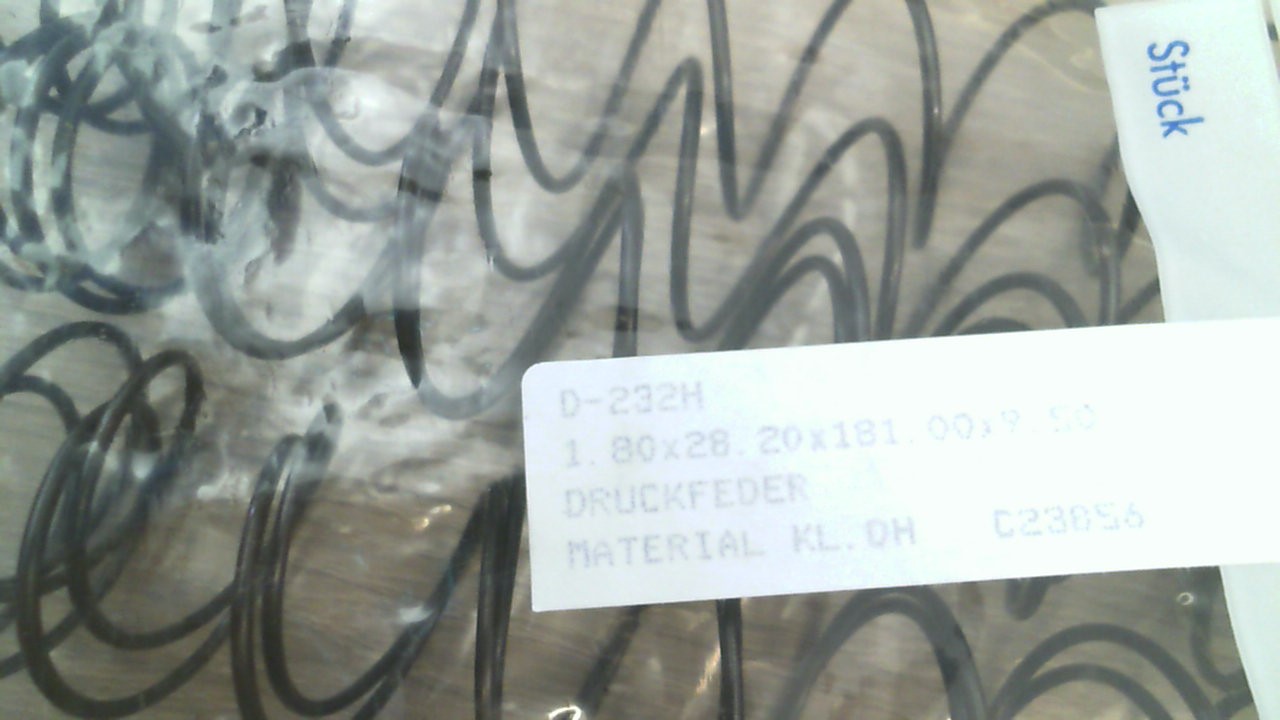 Stück
D-232H
1.80x28.20x181.00x9.50
DRUCKFEDER
MATERIAL KL.DH C23856